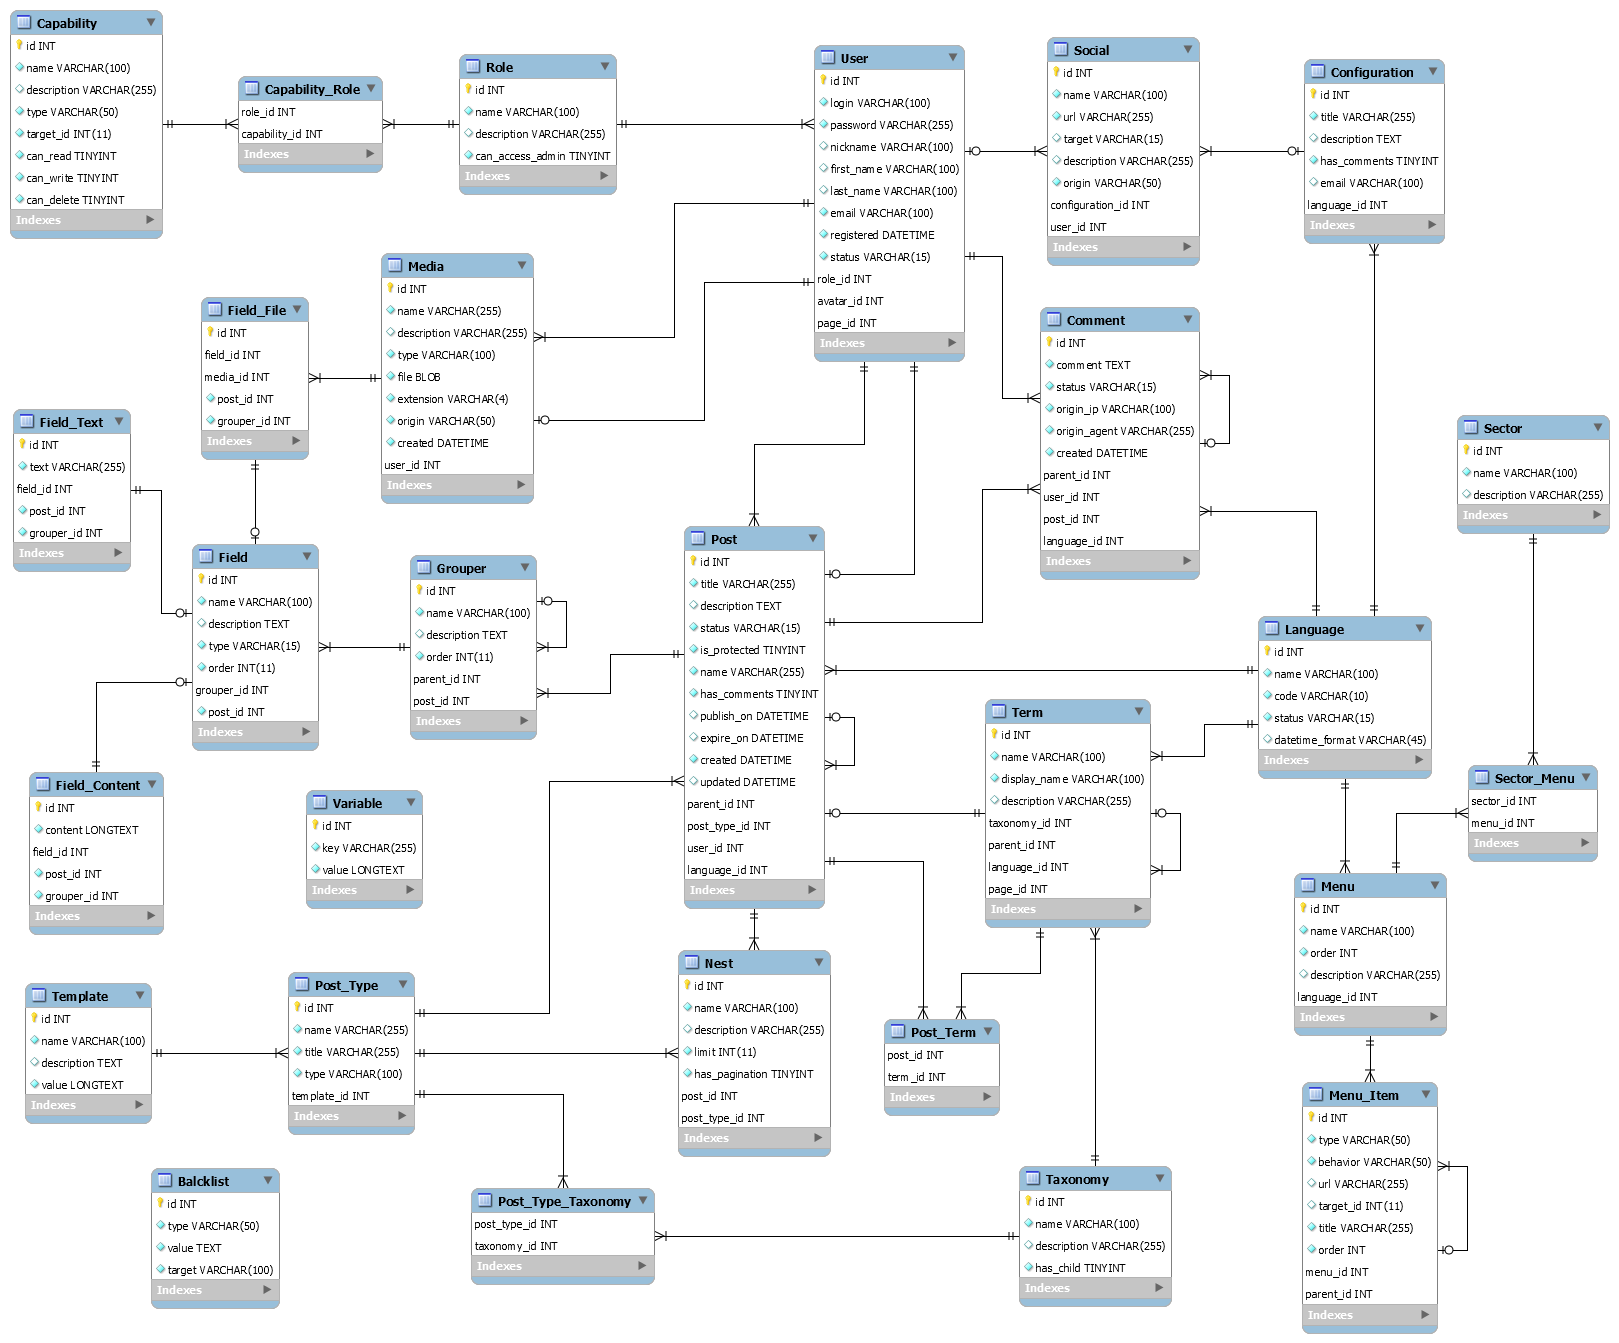 Capability
id INT
name VARCHAR(100)
description VARCHAR(255)
type VARCHAR(50)
target_id INT(11)
can_read TINYINT
can_write TINYINT
can_delete TINYINT
Indexes
Capability_Role
role_id INT
capability_id INT
Indexes
Role
id INT
name VARCHAR(100)
description VARCHAR(255)
can_access_admin TINYINT
Indexes
User
id INT
login VARCHAR(100)
password VARCHAR(255)
nickname VARCHAR(100)
first_name VARCHAR(100)
last_name VARCHAR(100)
email VARCHAR(100)
registered DATETIME
status VARCHAR(15)
role_id INT
avatar_id INT
page_id INT
Indexes
Social
id INT
name VARCHAR(100)
url VARCHAR(255)
target VARCHAR(15)
description VARCHAR(255)
origin VARCHAR(50)
configuration_id INT
user_id INT
Indexes
Configuration
id INT
title VARCHAR(255)
description TEXT
has_comments TINYINT
email VARCHAR(100)
language_id INT
Indexes
Media
id INT
name VARCHAR(255)
description VARCHAR(255)
type VARCHAR(100)
file BLOB
extension VARCHAR(4)
origin VARCHAR(50)
created DATETIME
user_id INT
Indexes
Field_File
id INT
field_id INT
media_id INT
post_id INT
grouper_id INT
Indexes
Comment
id INT
comment TEXT
status VARCHAR(15)
origin_ip VARCHAR(100)
origin_agent VARCHAR(255)
created DATETIME
parent_id INT
user_id INT
post_id INT
language_id INT
Indexes
Field_Text
id INT
text VARCHAR(255)
field_id INT
post_id INT
grouper_id INT
Indexes
Sector
id INT
name VARCHAR(100)
description VARCHAR(255)
Indexes
Field
id INT
name VARCHAR(100)
description TEXT
type VARCHAR(15)
order INT(11)
grouper_id INT
post_id INT
Indexes
Grouper
id INT
name VARCHAR(100)
description TEXT
order INT(11)
parent_id INT
post_id INT
Indexes
Post
id INT
title VARCHAR(255)
description TEXT
status VARCHAR(15)
is_protected TINYINT
name VARCHAR(255)
has_comments TINYINT
publish_on DATETIME
expire_on DATETIME
created DATETIME
updated DATETIME
parent_id INT
post_type_id INT
user_id INT
language_id INT
Indexes
Language
id INT
name VARCHAR(100)
code VARCHAR(10)
status VARCHAR(15)
datetime_format VARCHAR(45)
Indexes
Term
id INT
name VARCHAR(100)
display_name VARCHAR(100)
description VARCHAR(255)
taxonomy_id INT
parent_id INT
language_id INT
page_id INT
Indexes
Sector_Menu
sector_id INT
menu_id INT
Indexes
Field_Content
id INT
content LONGTEXT
field_id INT
post_id INT
grouper_id INT
Indexes
Variable
id INT
key VARCHAR(255)
value LONGTEXT
Indexes
Menu
id INT
name VARCHAR(100)
order INT
description VARCHAR(255)
language_id INT
Indexes
Template
id INT
name VARCHAR(100)
description TEXT
value LONGTEXT
Indexes
Post_Type
id INT
name VARCHAR(255)
title VARCHAR(255)
type VARCHAR(100)
template_id INT
Indexes
Nest
id INT
name VARCHAR(100)
description VARCHAR(255)
limit INT(11)
has_pagination TINYINT
post_id INT
post_type_id INT
Indexes
Post_Term
post_id INT
term_id INT
Indexes
Menu_Item
id INT
type VARCHAR(50)
behavior VARCHAR(50)
url VARCHAR(255)
target_id INT(11)
title VARCHAR(255)
order INT
menu_id INT
parent_id INT
Indexes
Balcklist
id INT
type VARCHAR(50)
value TEXT
target VARCHAR(100)
Indexes
Post_Type_Taxonomy
post_type_id INT
taxonomy_id INT
Indexes
Taxonomy
id INT
name VARCHAR(100)
description VARCHAR(255)
has_child TINYINT
Indexes